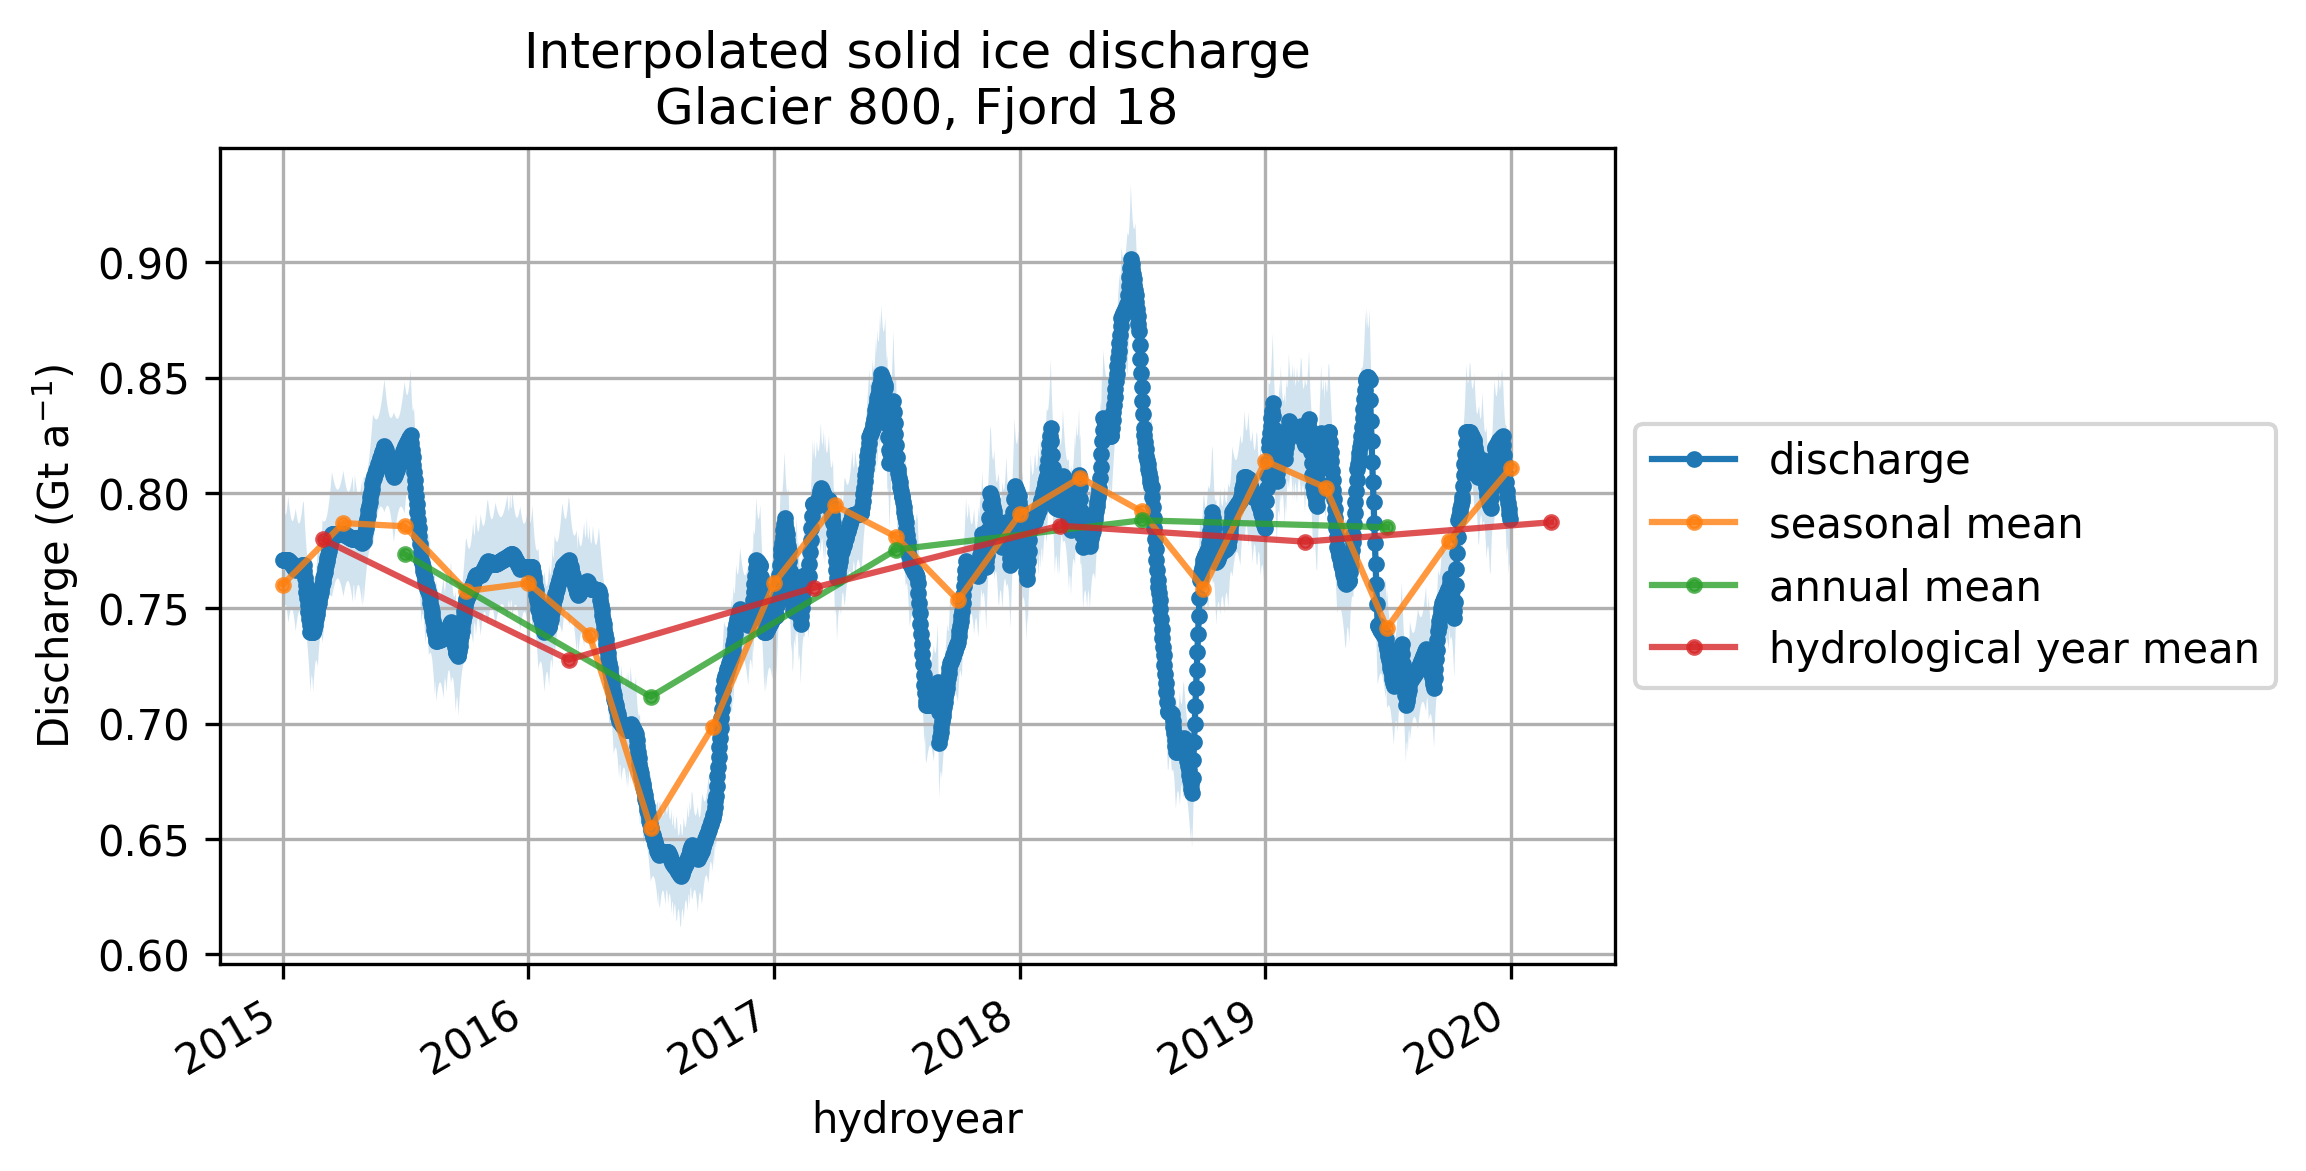 Interpolated solid ice discharge
Glacier 800, Fjord 18
Discharge (Gt a⁻¹)
0.90
0.85
0.80
0.75
0.70
0.65
0.60
2015
2016
2017
2018
2019
2020
hydroyear
discharge
seasonal mean
annual mean
hydrological year mean